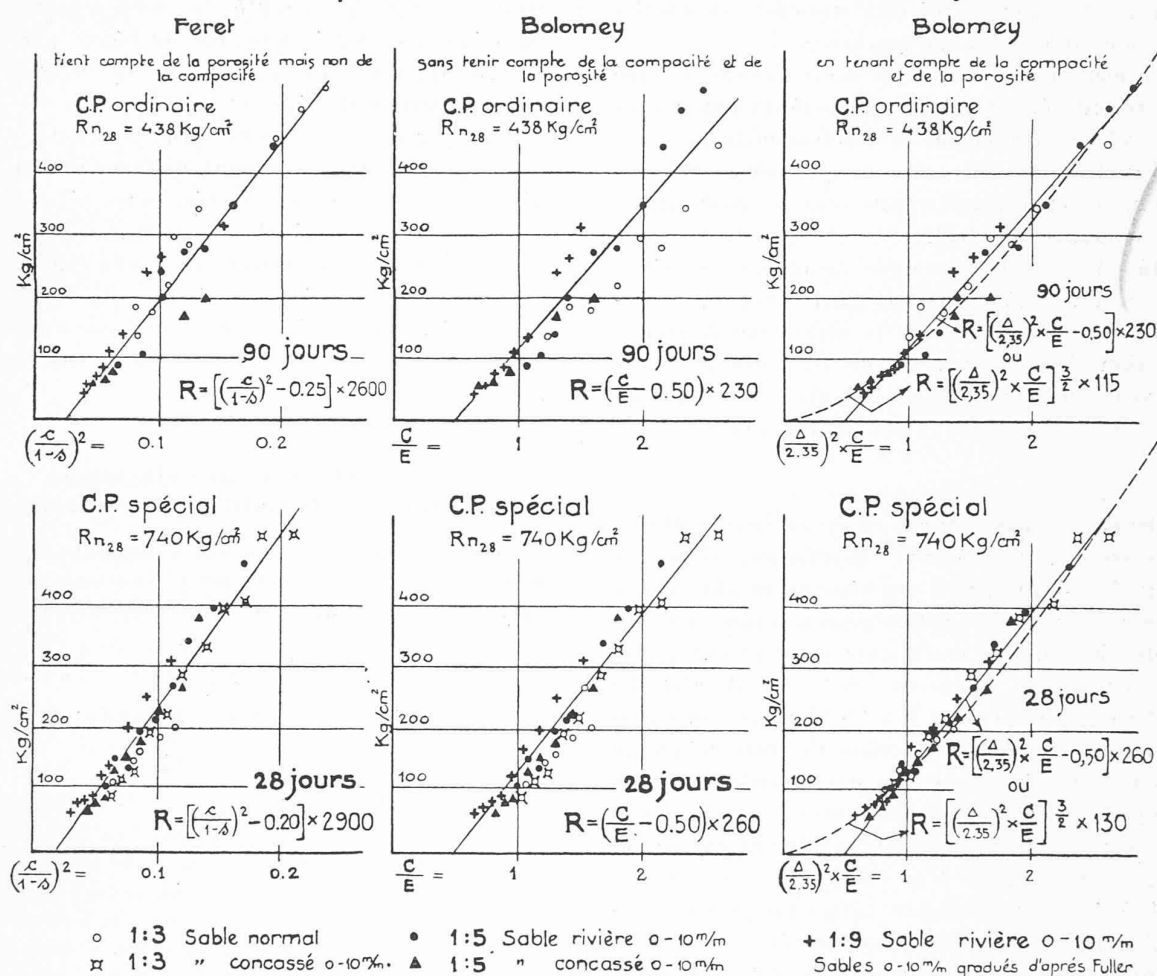 Feret
tient compte de la porosité mais non de
la compacité
C.P. ordinaire
Rn₂₈ = 438 Kg/cm²
400
300
200
100
Kg/cm²
90 jours
R = [(c/1-s)² - 0.25] × 2600
(c/1-s)² =
0.1
0.2
Bolomey
sans tenir compte de la compacité et de
la porosité
C.P. ordinaire
Rn₂₈ = 438 Kg/cm²
400
300
200
100
Kg/cm²
90 jours
R = (C/E - 0.50) × 230
C/E =
1
2
Bolomey
en tenant compte de la compacité
et de la porosité
C.P. ordinaire
Rn₂₈ = 438 Kg/cm²
400
300
200
100
Kg/cm²
90 jours
R = [(Δ/2,35)² × C/E - 0,50] × 230
ou
R = [(Δ/2,35)² × C/E]^3/2 × 115
(Δ/2.35)² × C/E =
1
2
C.P. spécial
Rn₂₈ = 740 Kg/cm²
400
300
200
100
Kg/cm²
28 jours
R = [(c/1-s)² - 0.20] × 2900
(c/1-s)² =
0.1
0.2
C.P. spécial
Rn₂₈ = 740 Kg/cm²
400
300
200
100
Kg/cm²
28 jours
R = (C/E - 0.50) × 260
C/E =
1
2
C.P. spécial
Rn₂₈ = 740 Kg/cm²
400
300
200
100
Kg/cm²
28 jours
R = [(Δ/2,35)² × C/E - 0,50] × 260
ou
R = [(Δ/2.35)² × C/E]^3/2 × 130
(Δ/2.35)² × C/E =
1
2
1:3 Sable normal
1:3 " concassé 0-10 m/m.
1:5 Sable rivière 0-10 m/m
1:5 " concassé 0-10 m/m
1:9 Sable rivière 0-10 m/m
Sables 0-10 m/m gradués d'aprés Fuller